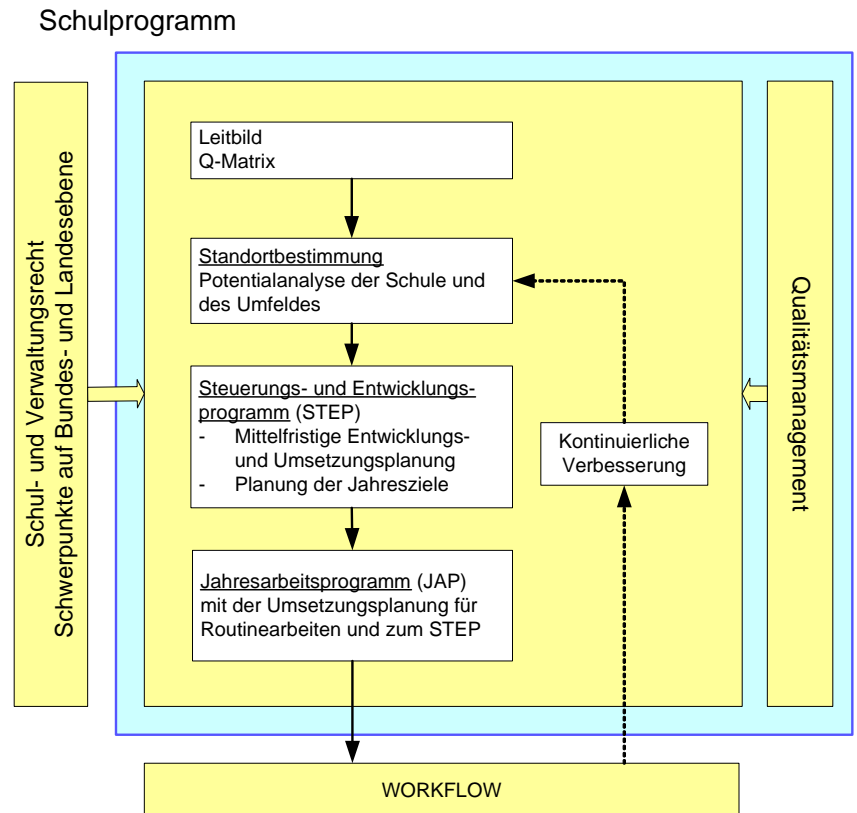 Schulprogramm
Schul- und Verwaltungsrecht
Schwerpunkte auf Bundes- und Landesebene
Leitbild
Q-Matrix
Standortbestimmung
Potentialanalyse der Schule und
des Umfeldes
Steuerungs- und Entwicklungs-
programm (STEP)
- Mittelfristige Entwicklungs-
und Umsetzungsplanung
- Planung der Jahresziele
Jahresarbeitsprogramm (JAP)
mit der Umsetzungsplanung für
Routinearbeiten und zum STEP
Kontinuierliche
Verbesserung
Qualitätsmanagement
WORKFLOW